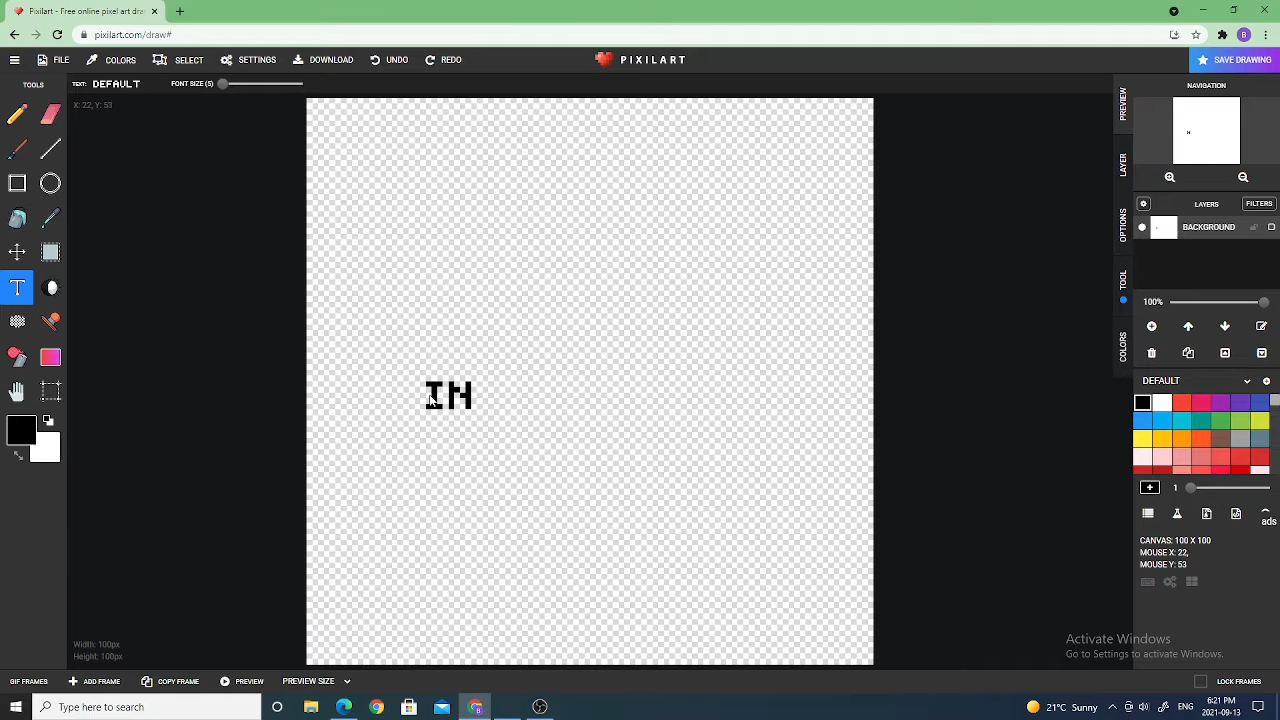 Pixilart - Free online pixel art dra
pixilart.com/draw#
B
FILE COLORS SELECT SETTINGS DOWNLOAD UNDO REDO PIXILART SAVE DRAWING
TOOLS TEXT: DEFAULT FONT SIZE (5) NAVIGATION
X: 22, Y: 53
PREVIEW
LAYER
OPTIONS
TOOL
COLORS
LAYERS FILTERS
BACKGROUND
100%
IN
DEFAULT
1
CANVAS: 100 X 100
MOUSE X: 22,
MOUSE Y: 53
Activate Windows
Go to Settings to activate Windows.
Width: 100px
Height: 100px
GIF FRAMES ADD FRAME COPY FRAME PREVIEW PREVIEW SIZE LOCK FRAMES
Type here to search
21°C Sunny ENG 6:21 PM
2021-09-13